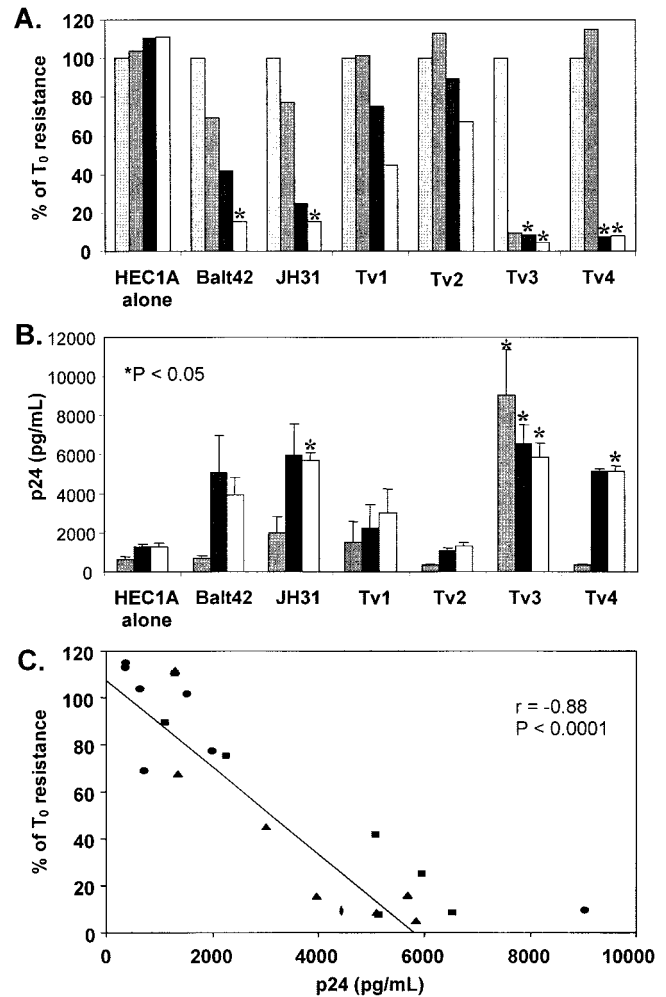 A.
% of T₀ resistance
120
100
80
60
40
20
0
* * * * * *
HEC1A alone Balt42 JH31 Tv1 Tv2 Tv3 Tv4
B.
p24 (pg/mL)
12000
10000
8000
6000
4000
2000
0
*P < 0.05
* * * * *
HEC1A alone Balt42 JH31 Tv1 Tv2 Tv3 Tv4
C.
% of T₀ resistance
120
100
80
60
40
20
0
r = -0.88
P < 0.0001
0 2000 4000 6000 8000 10000
p24 (pg/mL)